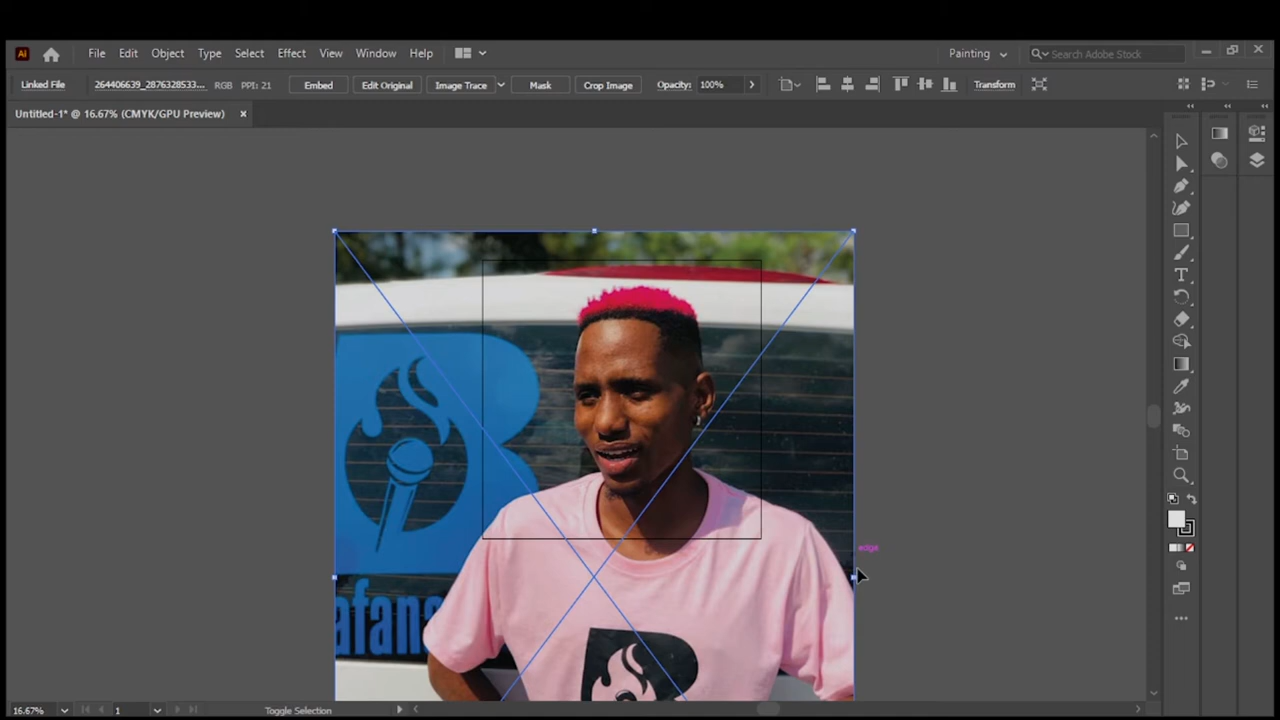 Ai File Edit Object Type Select Effect View Window Help Painting Search Adobe Stock
Linked File 264406639_2876328533... RGB PPI: 21 Embed Edit Original Image Trace Mask Crop Image Opacity: 100% Transform
Untitled-1* @ 16.67% (CMYK/GPU Preview) ×
edge
afans
16.67% 1 Toggle Selection